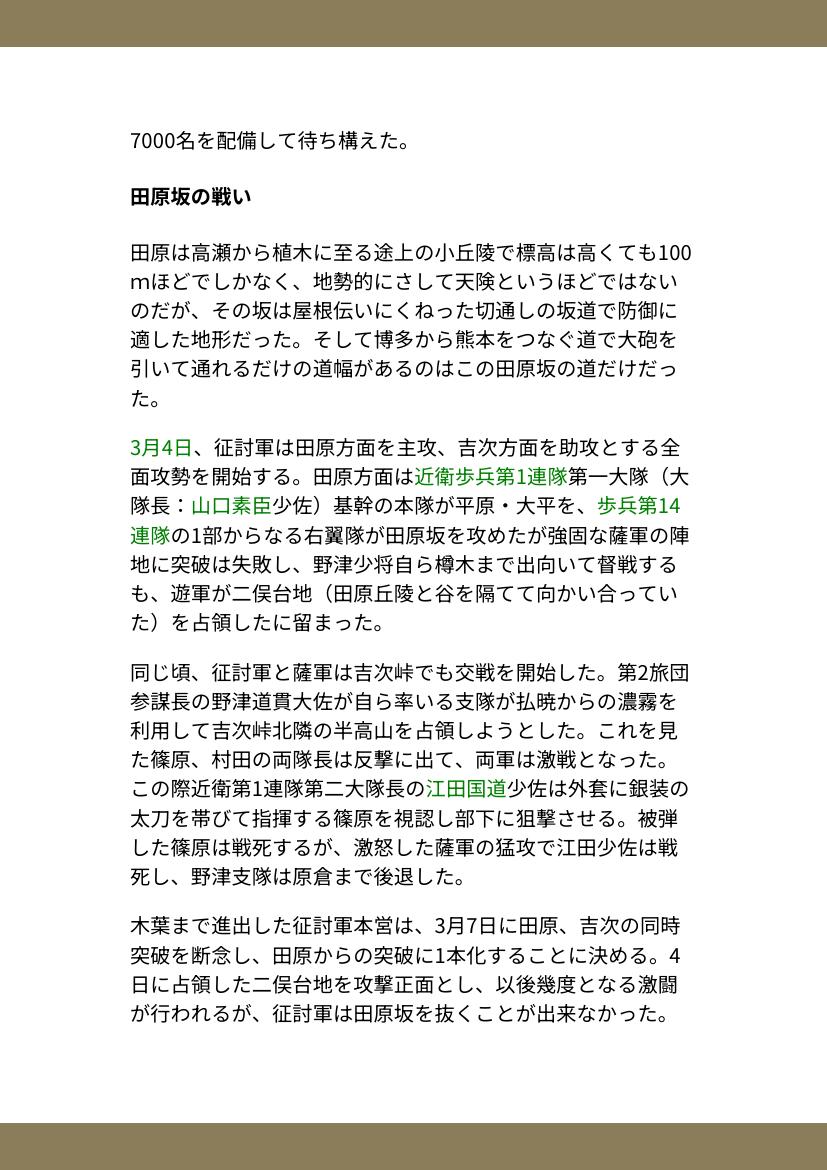 7000名を配備して待ち構えた。
田原坂の戦い
田原は高瀬から植木に至る途上の小丘陵で標高は高くても100
mほどでしかなく、地勢的にさして天険というほどではない
のだが、その坂は屋根伝いにくねった切通しの坂道で防御に
適した地形だった。そして博多から熊本をつなぐ道で大砲を
引いて通れるだけの道幅があるのはこの田原坂の道だけだっ
た。
3月4日、征討軍は田原方面を主攻、吉次方面を助攻とする全
面攻勢を開始する。田原方面は近衛歩兵第1連隊第一大隊（大
隊長：山口素臣少佐）基幹の本隊が平原・大平を、歩兵第14
連隊の1部からなる右翼隊が田原坂を攻めたが強固な薩軍の陣
地に突破は失敗し、野津少将自ら樽木まで出向いて督戦する
も、遊軍が二俣台地（田原丘陵と谷を隔てて向かい合ってい
た）を占領したに留まった。
同じ頃、征討軍と薩軍は吉次峠でも交戦を開始した。第2旅団
参謀長の野津道貫大佐が自ら率いる支隊が払暁からの濃霧を
利用して吉次峠北隣の半高山を占領しようとした。これを見
た篠原、村田の両隊長は反撃に出て、両軍は激戦となった。
この際近衛第1連隊第二大隊長の江田国道少佐は外套に銀装の
太刀を帯びて指揮する篠原を視認し部下に狙撃させる。被弾
した篠原は戦死するが、激怒した薩軍の猛攻で江田少佐は戦
死し、野津支隊は原倉まで後退した。
木葉まで進出した征討軍本営は、3月7日に田原、吉次の同時
突破を断念し、田原からの突破に1本化することに決める。4
日に占領した二俣台地を攻撃正面とし、以後幾度となる激闘
が行われるが、征討軍は田原坂を抜くことが出来なかった。